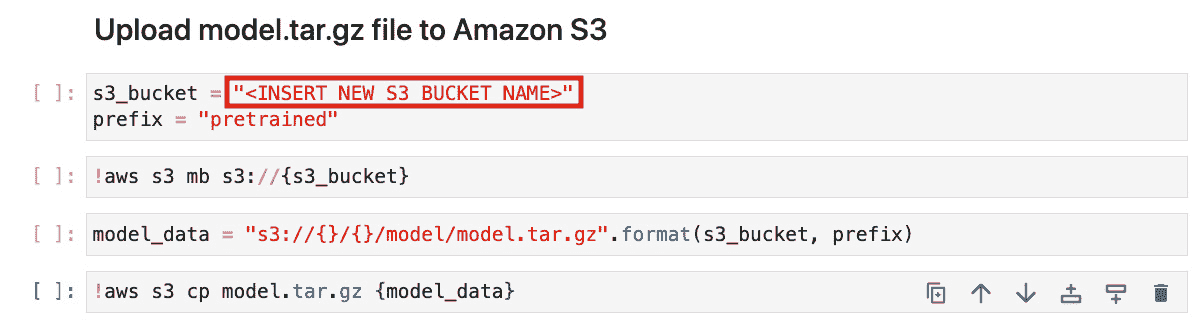 Upload model.tar.gz file to Amazon S3
[ ]: s3_bucket = "<INSERT NEW S3 BUCKET NAME>"
prefix = "pretrained"
[ ]: !aws s3 mb s3://{s3_bucket}
[ ]: model_data = "s3://{}/{}/model/model.tar.gz".format(s3_bucket, prefix)
[ ]: !aws s3 cp model.tar.gz {model_data}